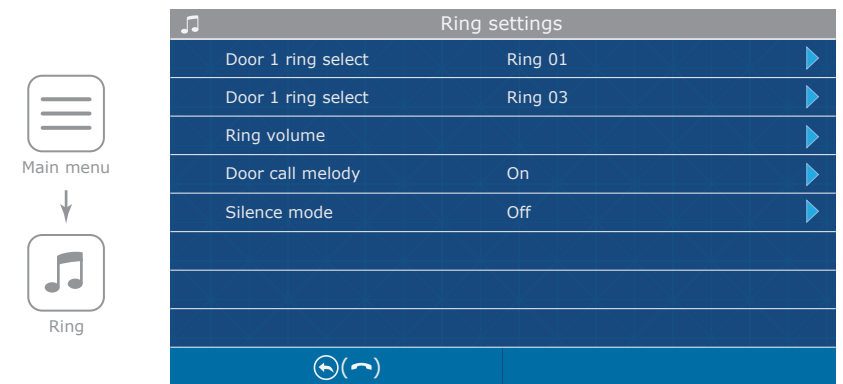 Ring settings
Door 1 ring select Ring 01
Door 1 ring select Ring 03
Ring volume
Door call melody On
Silence mode Off
Main menu
Ring